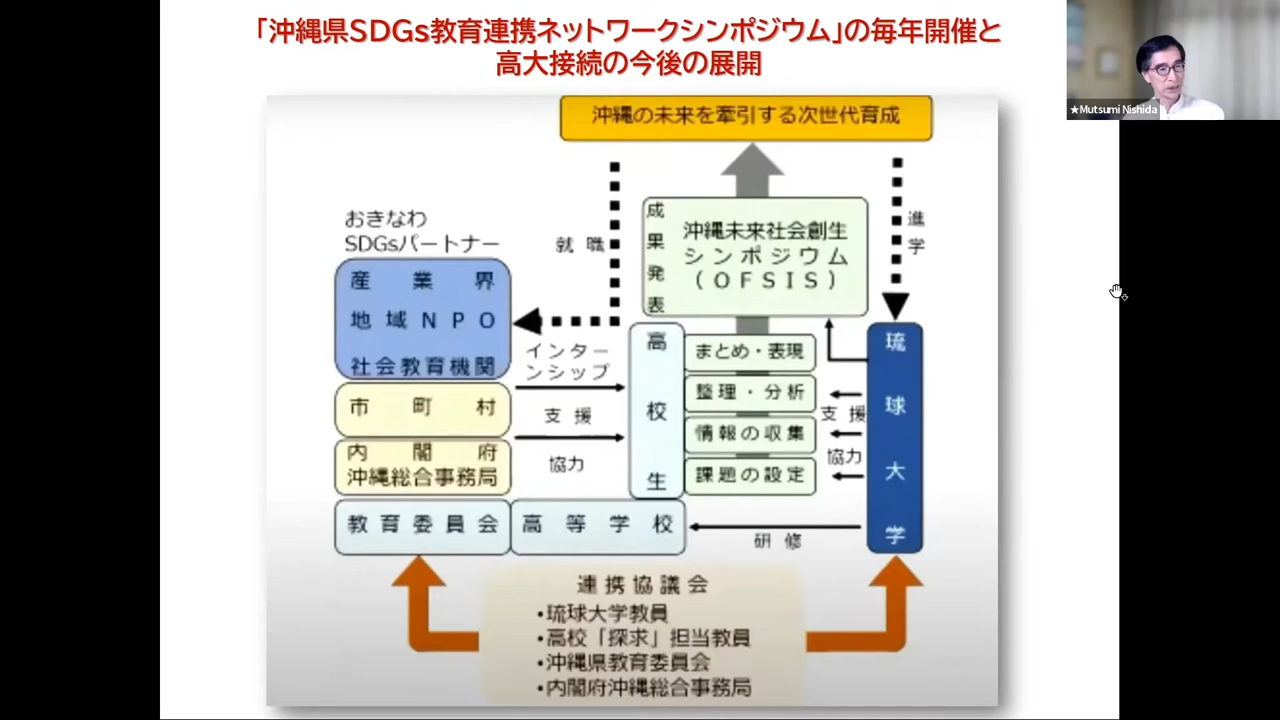 「沖縄県SDGs教育連携ネットワークシンポジウム」の毎年開催と
高大接続の今後の展開
★Mutsumi Nishida
沖縄の未来を牽引する次世代育成
おきなわ
SDGsパートナー
産業界
地域NPO
社会教育機関
市町村
内閣府
沖縄総合事務局
教育委員会
高等学校
就職
インター
ンシップ
支援
協力
成果発表
沖縄未来社会創生
シンポジウム
(OFSIS)
進学
高校生
まとめ・表現
整理・分析
情報の収集
課題の設定
支援
協力
琉球大学
研修
連携協議会
・琉球大学教員
・高校「探求」担当教員
・沖縄県教育委員会
・内閣府沖縄総合事務局